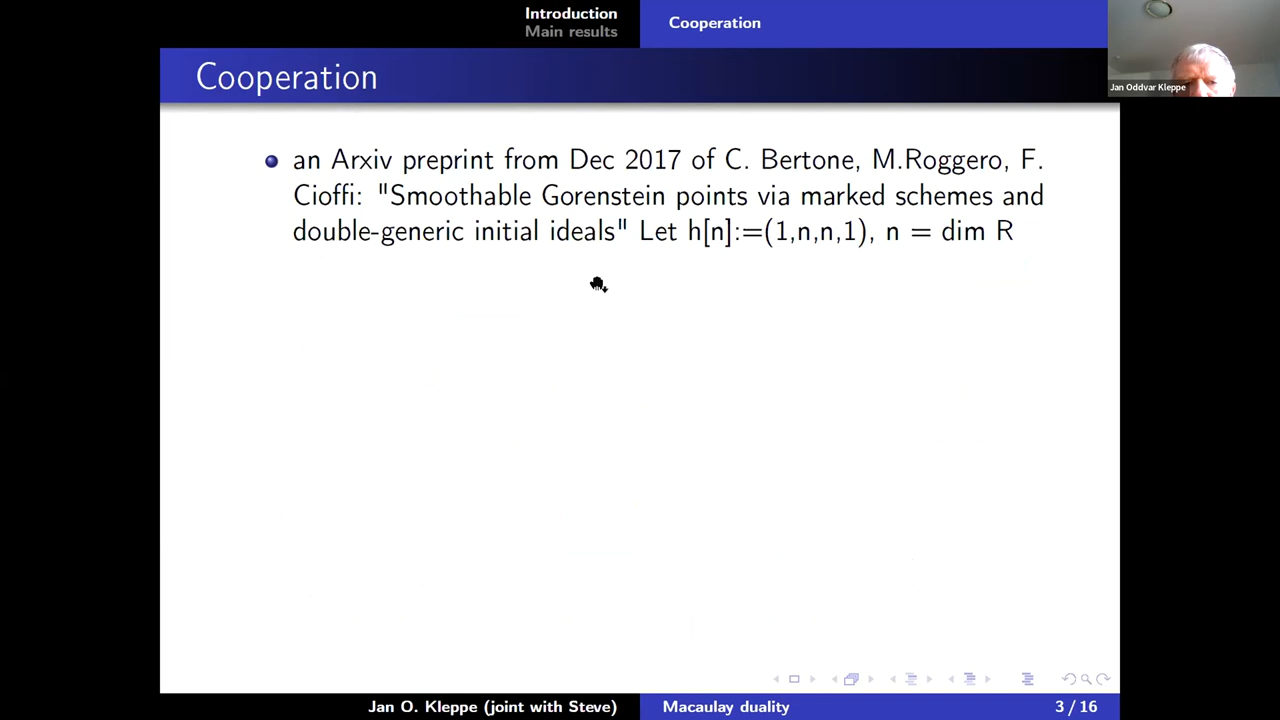 Introduction
Main results
Cooperation
Cooperation
Jan Oddvar Kleppe
an Arxiv preprint from Dec 2017 of C. Bertone, M.Roggero, F.
Cioffi: "Smoothable Gorenstein points via marked schemes and
double-generic initial ideals" Let h[n]:=(1,n,n,1), n = dim R
Jan O. Kleppe (joint with Steve)
Macaulay duality
3 / 16